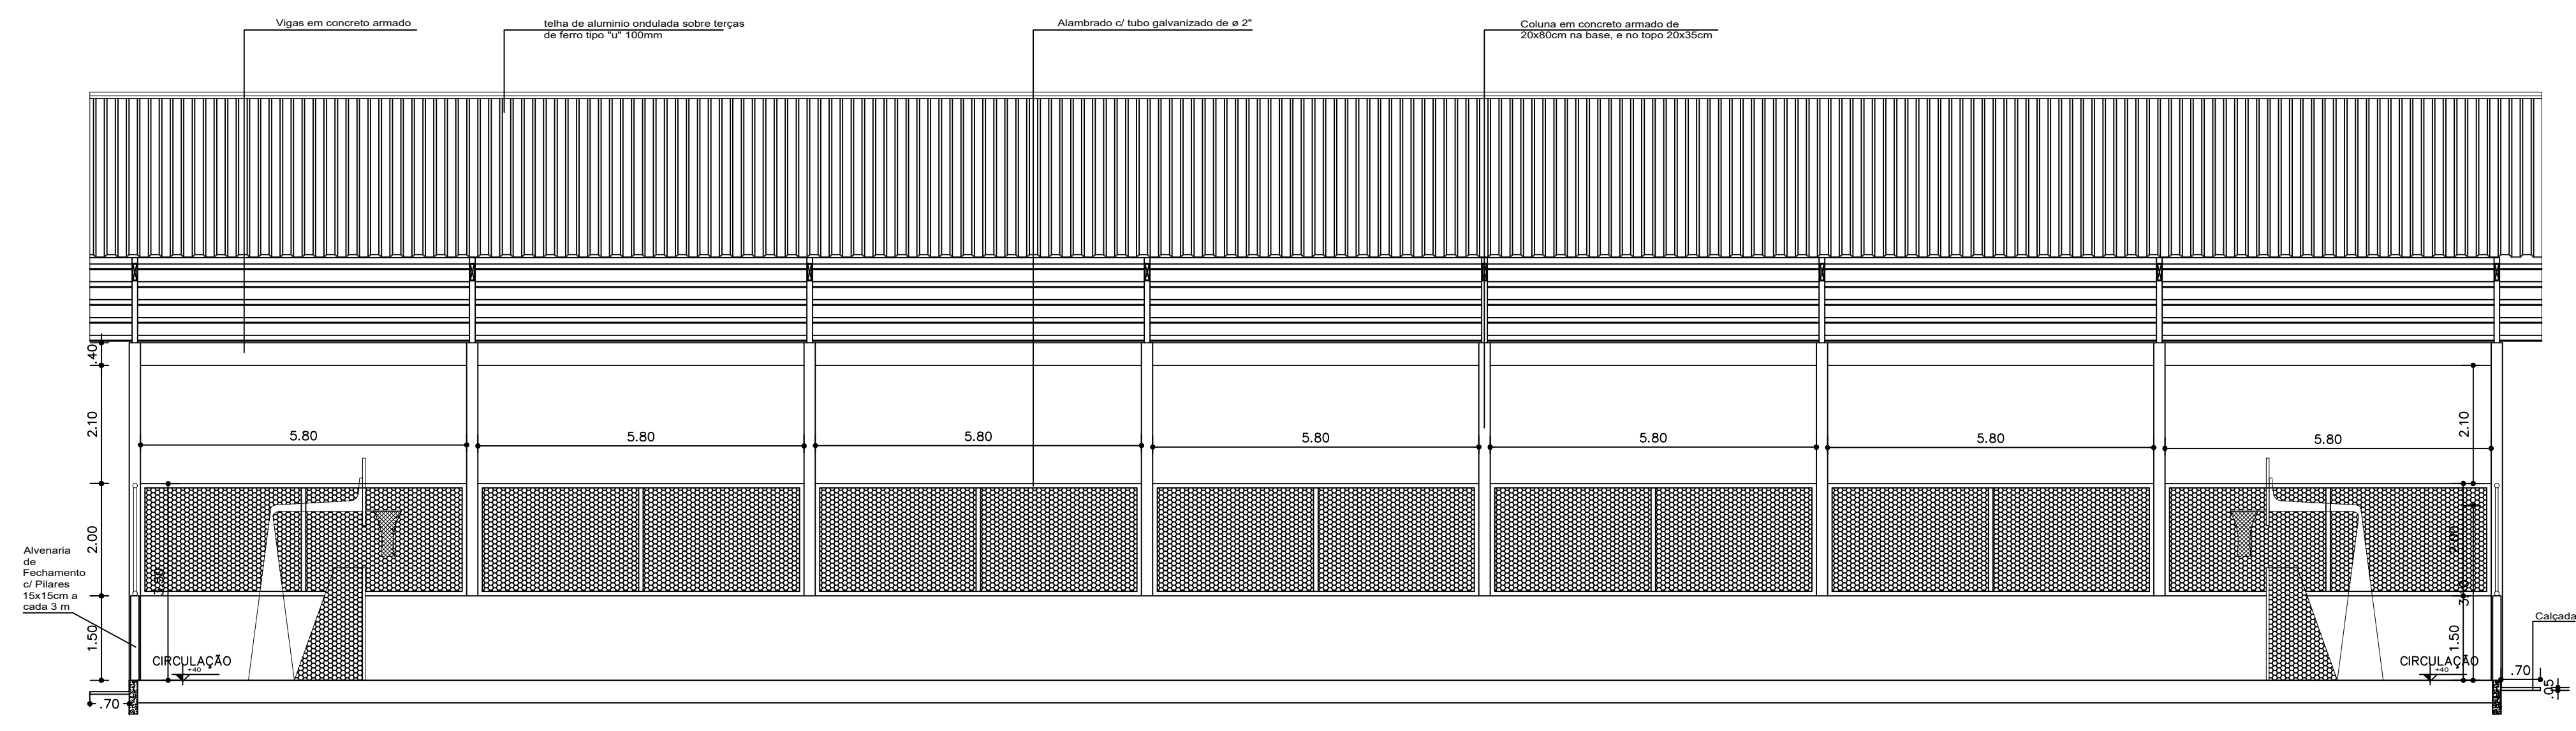 Vigas em concreto armado
telha de aluminio ondulada sobre terças
de ferro tipo "u" 100mm
Alambrado c/ tubo galvanizado de ø 2"
Coluna em concreto armado de
20x80cm na base, e no topo 20x35cm
.40
2.10
2.10
5.80
5.80
5.80
5.80
5.80
5.80
5.80
2.00
Alvenaria
de
Fechamento
c/ Pilares
15x15cm a
cada 3 m
1.50
1.50
Calçada
CIRCULAÇÃO
+40
CIRCULAÇÃO
+40
.70
.70
.05